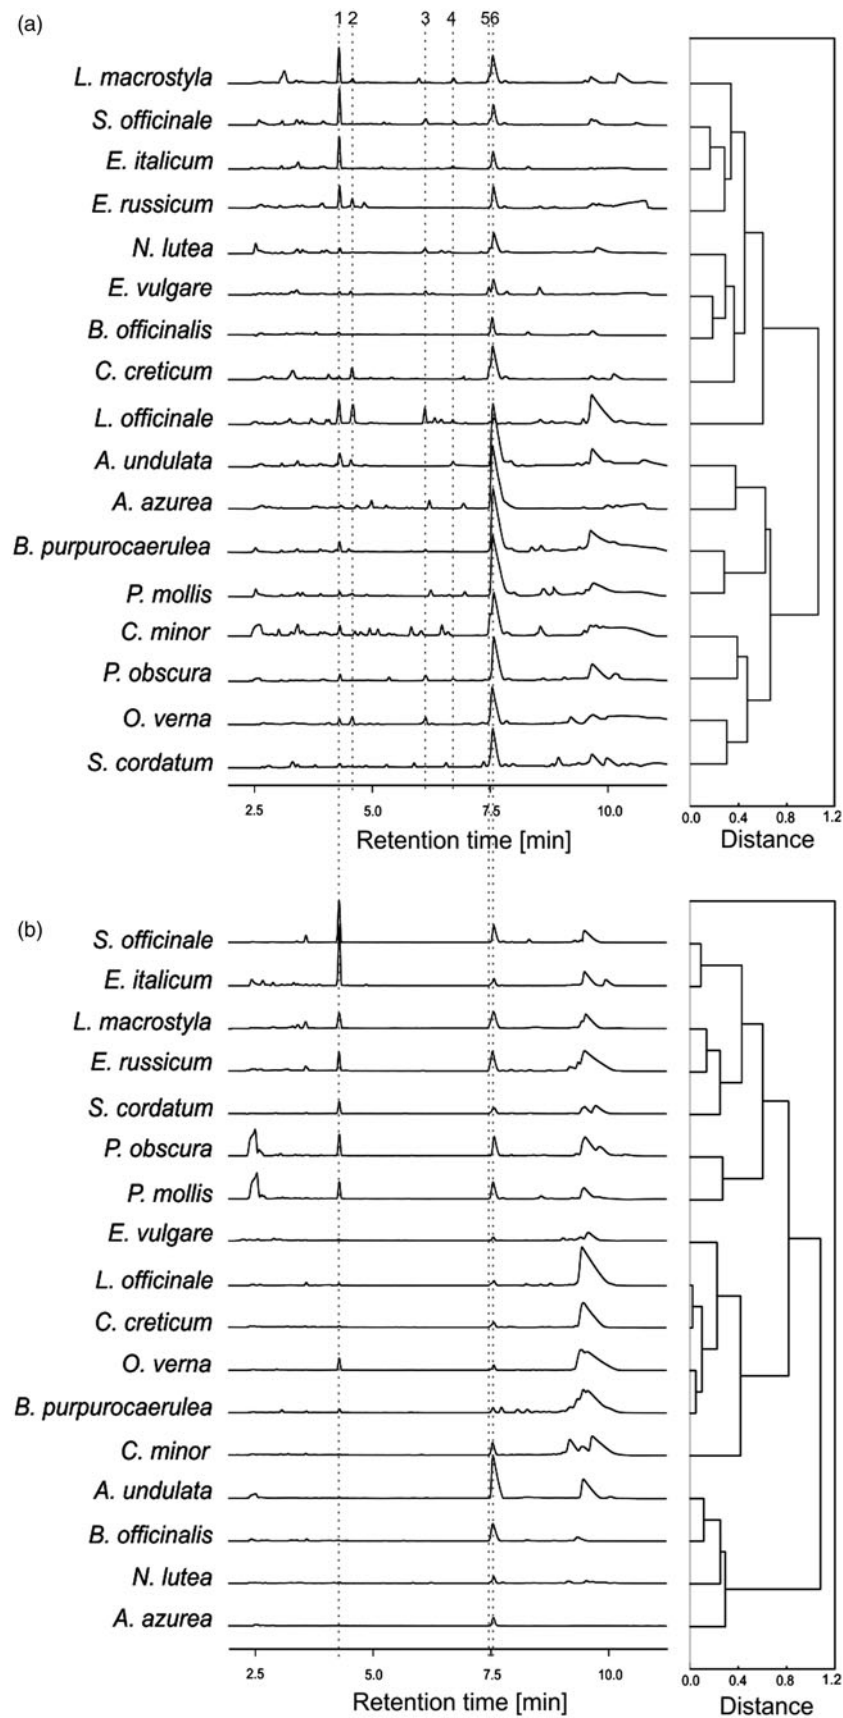 (a)
1 2 3 4 5 6
L. macrostyla
S. officinale
E. italicum
E. russicum
N. lutea
E. vulgare
B. officinalis
C. creticum
L. officinale
A. undulata
A. azurea
B. purpurocaerulea
P. mollis
C. minor
P. obscura
O. verna
S. cordatum
2.5 5.0 7.5 10.0
0.0 0.4 0.8 1.2
Retention time [min]
Distance
(b)
S. officinale
E. italicum
L. macrostyla
E. russicum
S. cordatum
P. obscura
P. mollis
E. vulgare
L. officinale
C. creticum
O. verna
B. purpurocaerulea
C. minor
A. undulata
B. officinalis
N. lutea
A. azurea
2.5 5.0 7.5 10.0
0.0 0.4 0.8 1.2
Retention time [min]
Distance